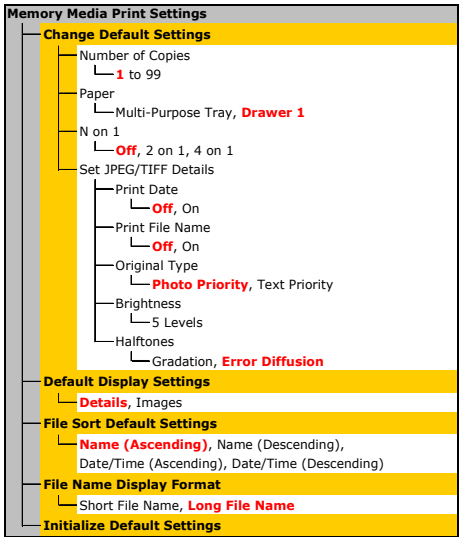 Memory Media Print Settings
Change Default Settings
Number of Copies
1 to 99
Paper
Multi-Purpose Tray, Drawer 1
N on 1
Off, 2 on 1, 4 on 1
Set JPEG/TIFF Details
Print Date
Off, On
Print File Name
Off, On
Original Type
Photo Priority, Text Priority
Brightness
5 Levels
Halftones
Gradation, Error Diffusion
Default Display Settings
Details, Images
File Sort Default Settings
Name (Ascending), Name (Descending),
Date/Time (Ascending), Date/Time (Descending)
File Name Display Format
Short File Name, Long File Name
Initialize Default Settings